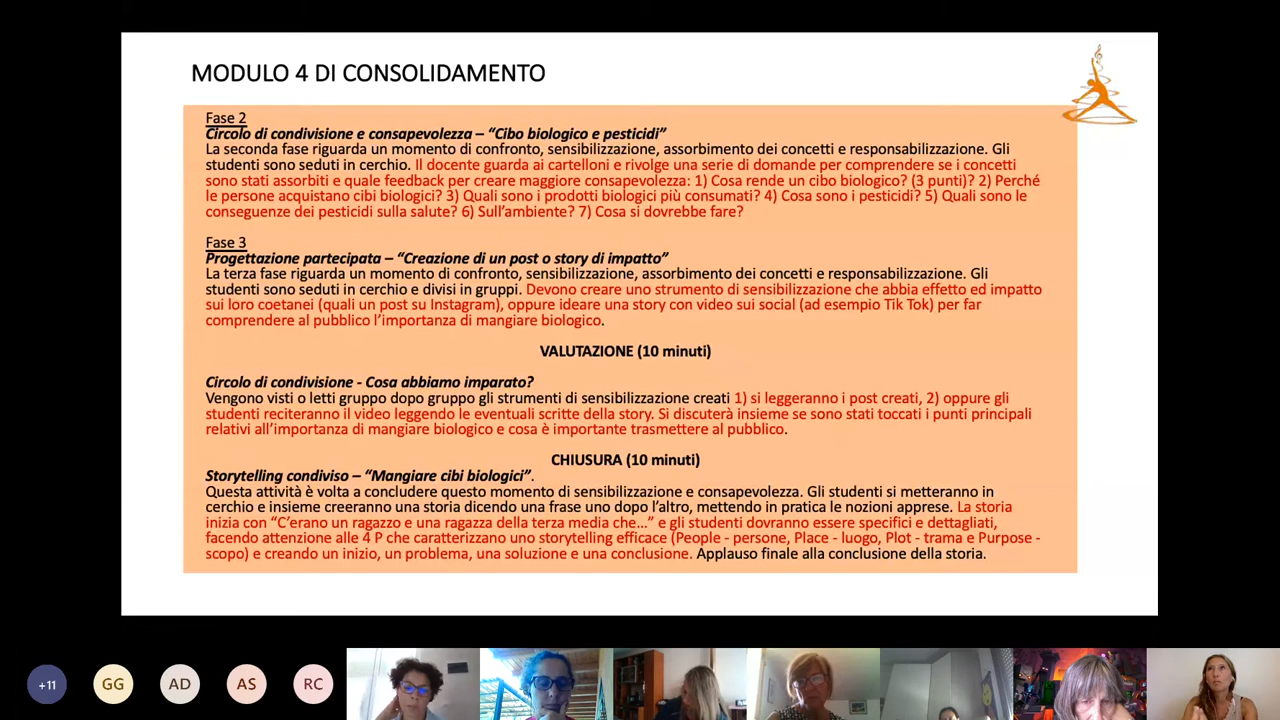 MODULO 4 DI CONSOLIDAMENTO
Fase 2
Circolo di condivisione e consapevolezza – “Cibo biologico e pesticidi”
La seconda fase riguarda un momento di confronto, sensibilizzazione, assorbimento dei concetti e responsabilizzazione. Gli
studenti sono seduti in cerchio. Il docente guarda ai cartelloni e rivolge una serie di domande per comprendere se i concetti
sono stati assorbiti e quale feedback per creare maggiore consapevolezza: 1) Cosa rende un cibo biologico? (3 punti)? 2) Perché
le persone acquistano cibi biologici? 3) Quali sono i prodotti biologici più consumati? 4) Cosa sono i pesticidi? 5) Quali sono le
conseguenze dei pesticidi sulla salute? 6) Sull’ambiente? 7) Cosa si dovrebbe fare?
Fase 3
Progettazione partecipata – “Creazione di un post o story di impatto”
La terza fase riguarda un momento di confronto, sensibilizzazione, assorbimento dei concetti e responsabilizzazione. Gli
studenti sono seduti in cerchio e divisi in gruppi. Devono creare uno strumento di sensibilizzazione che abbia effetto ed impatto
sui loro coetanei (quali un post su Instagram), oppure ideare una story con video sui social (ad esempio Tik Tok) per far
comprendere al pubblico l’importanza di mangiare biologico.
VALUTAZIONE (10 minuti)
Circolo di condivisione - Cosa abbiamo imparato?
Vengono visti o letti gruppo dopo gruppo gli strumenti di sensibilizzazione creati 1) si leggeranno i post creati, 2) oppure gli
studenti reciteranno il video leggendo le eventuali scritte della story. Si discuterà insieme se sono stati toccati i punti principali
relativi all’importanza di mangiare biologico e cosa è importante trasmettere al pubblico.
CHIUSURA (10 minuti)
Storytelling condiviso – “Mangiare cibi biologici”.
Questa attività è volta a concludere questo momento di sensibilizzazione e consapevolezza. Gli studenti si metteranno in
cerchio e insieme creeranno una storia dicendo una frase uno dopo l’altro, mettendo in pratica le nozioni apprese. La storia
inizia con “C’erano un ragazzo e una ragazza della terza media che…” e gli studenti dovranno essere specifici e dettagliati,
facendo attenzione alle 4 P che caratterizzano uno storytelling efficace (People - persone, Place - luogo, Plot - trama e Purpose -
scopo) e creando un inizio, un problema, una soluzione e una conclusione. Applauso finale alla conclusione della storia.
+11
GG
AD
AS
RC